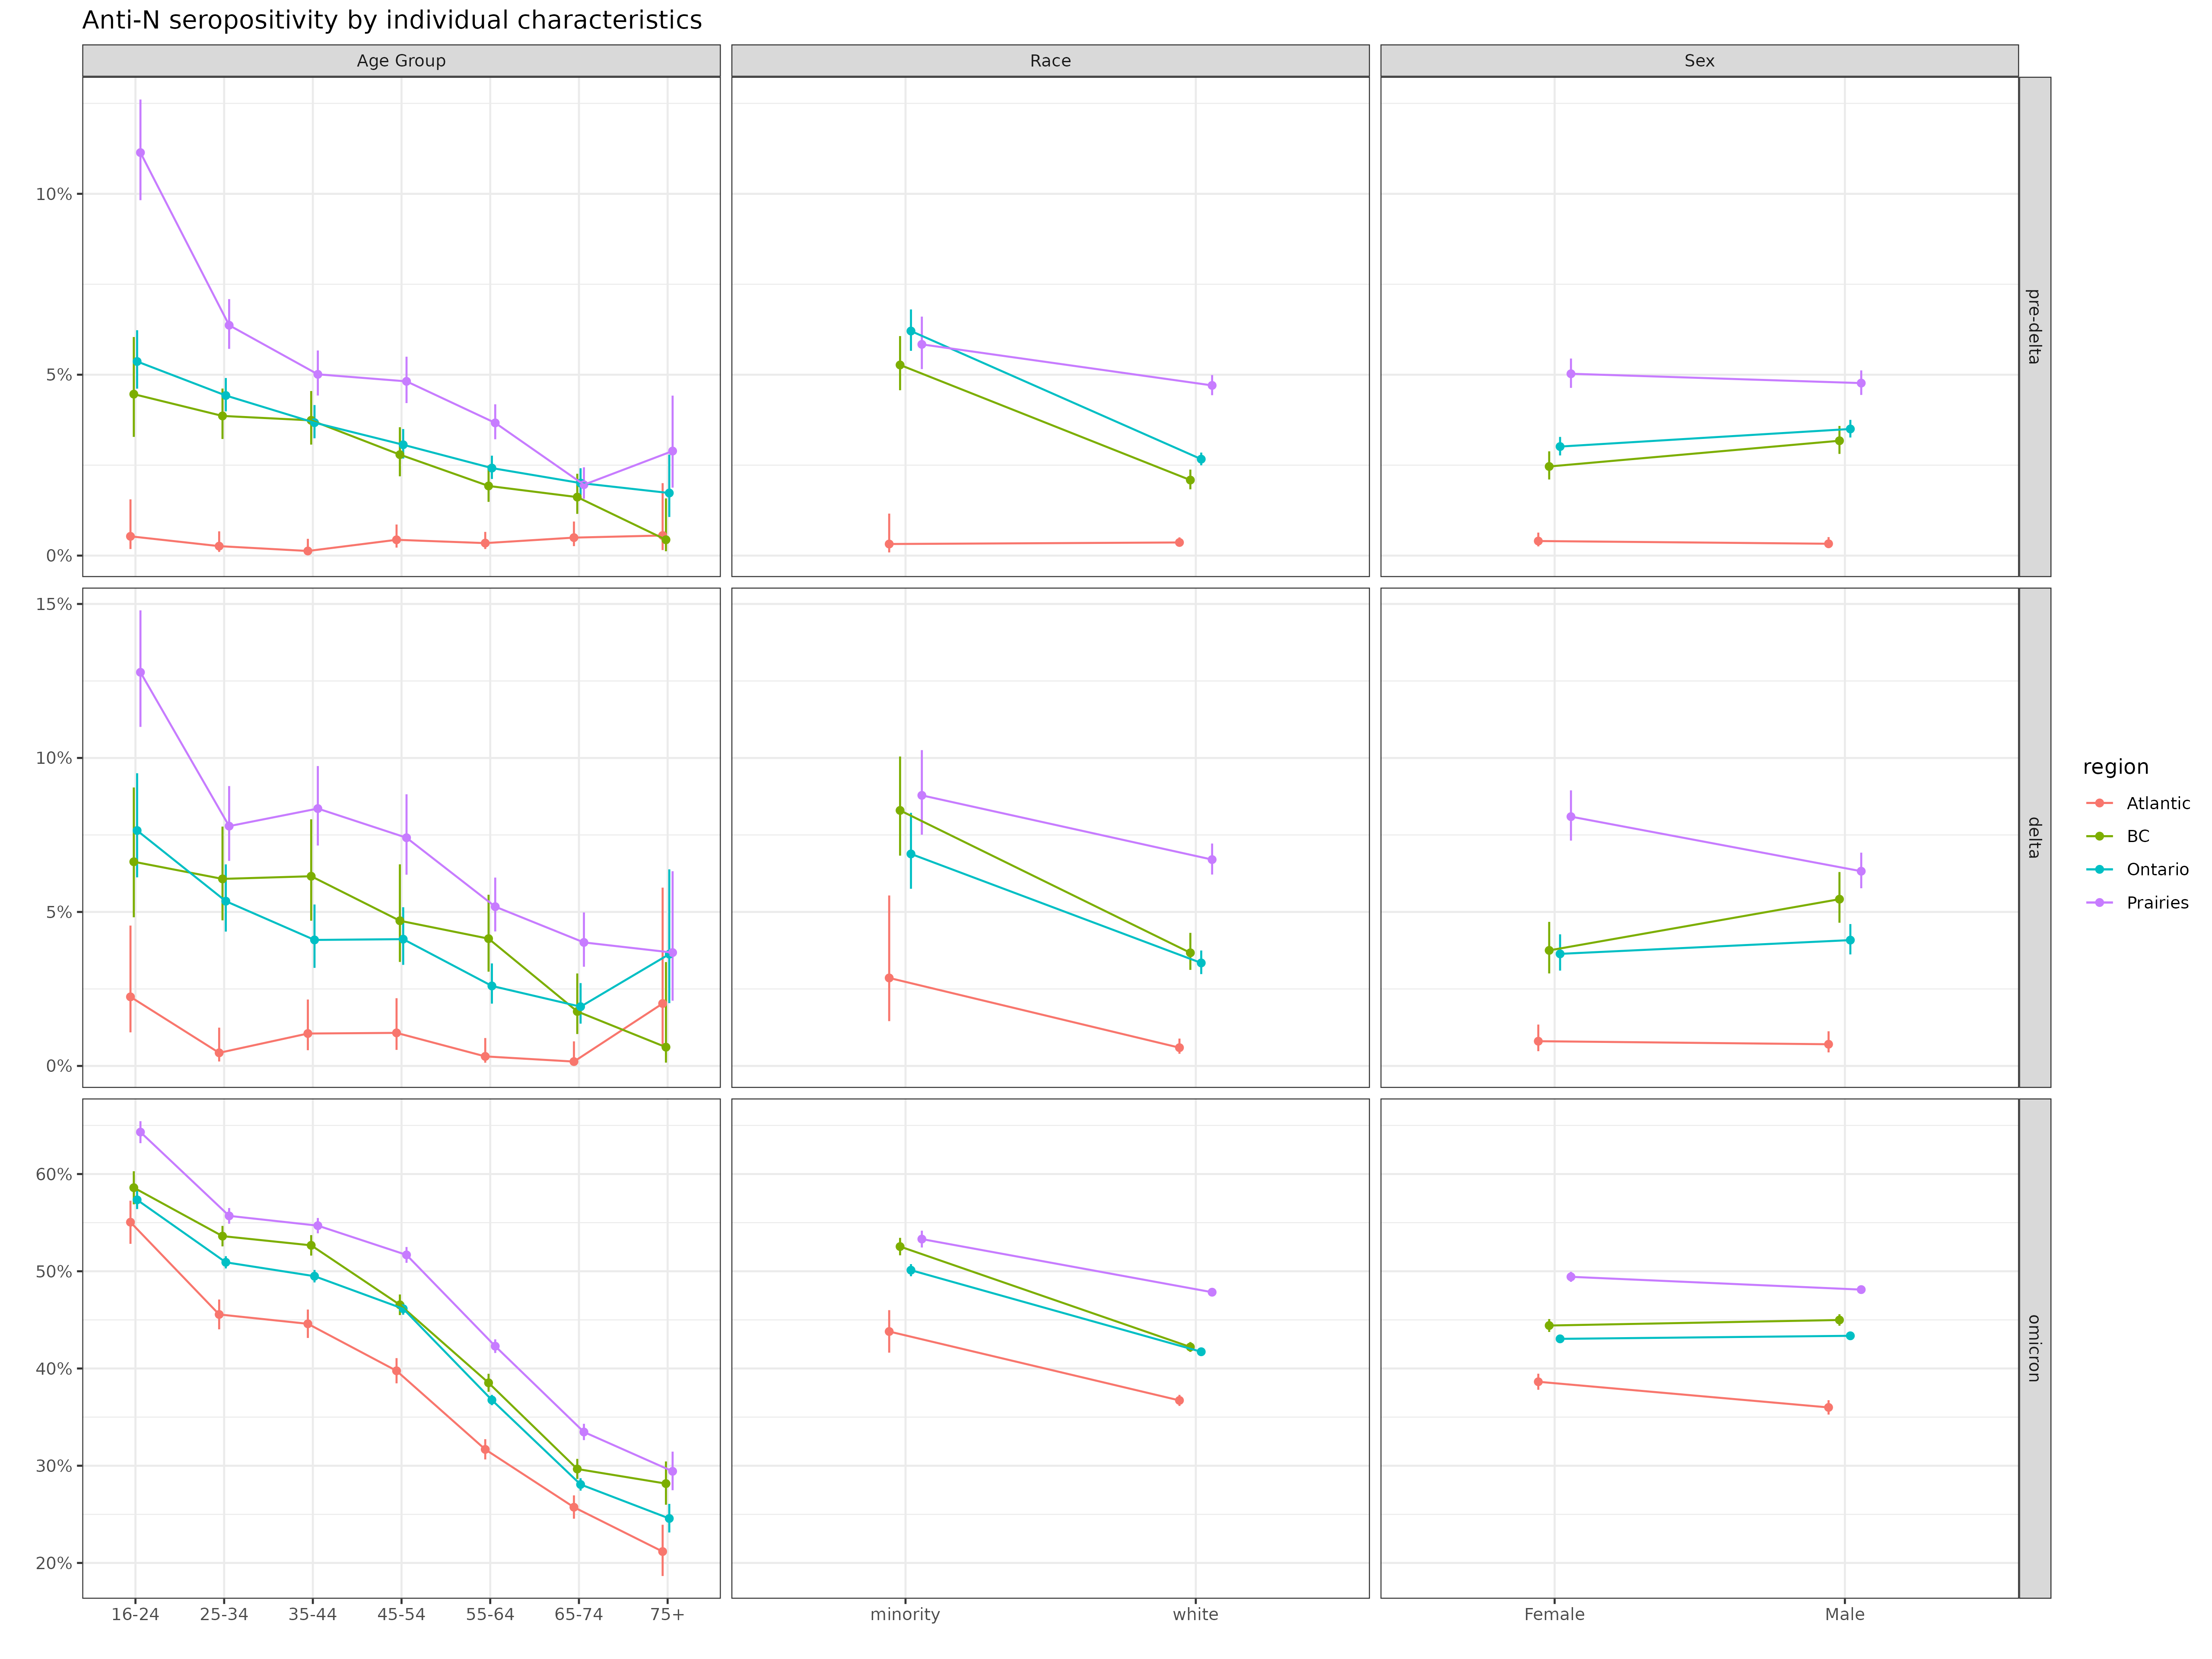 Anti-N seropositivity by individual characteristics
Age Group
Race
Sex
10%
5%
0%
pre-delta
15%
10%
5%
0%
delta
60%
50%
40%
30%
20%
omicron
16-24
25-34
35-44
45-54
55-64
65-74
75+
minority
white
Female
Male
region
Atlantic
BC
Ontario
Prairies